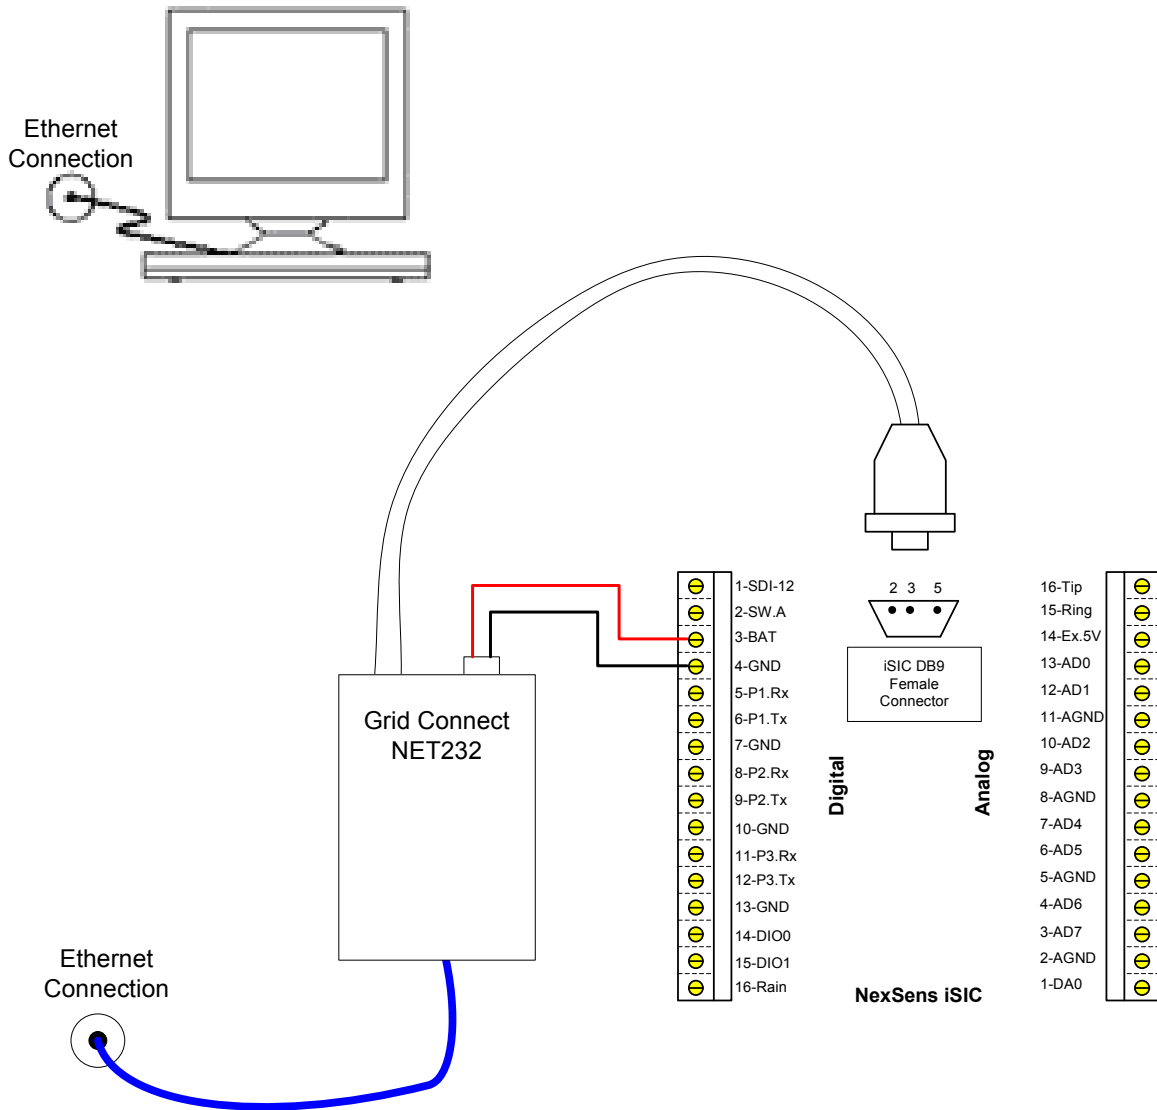 Ethernet
Connection
2 3 5
iSIC DB9
Female
Connector
Grid Connect
NET232
1-SDI-12
2-SW.A
3-BAT
4-GND
5-P1.Rx
6-P1.Tx
7-GND
8-P2.Rx
9-P2.Tx
10-GND
11-P3.Rx
12-P3.Tx
13-GND
14-DIO0
15-DIO1
16-Rain
Digital
Analog
16-Tip
15-Ring
14-Ex.5V
13-AD0
12-AD1
11-AGND
10-AD2
9-AD3
8-AGND
7-AD4
6-AD5
5-AGND
4-AD6
3-AD7
2-AGND
1-DA0
NexSens iSIC
Ethernet
Connection